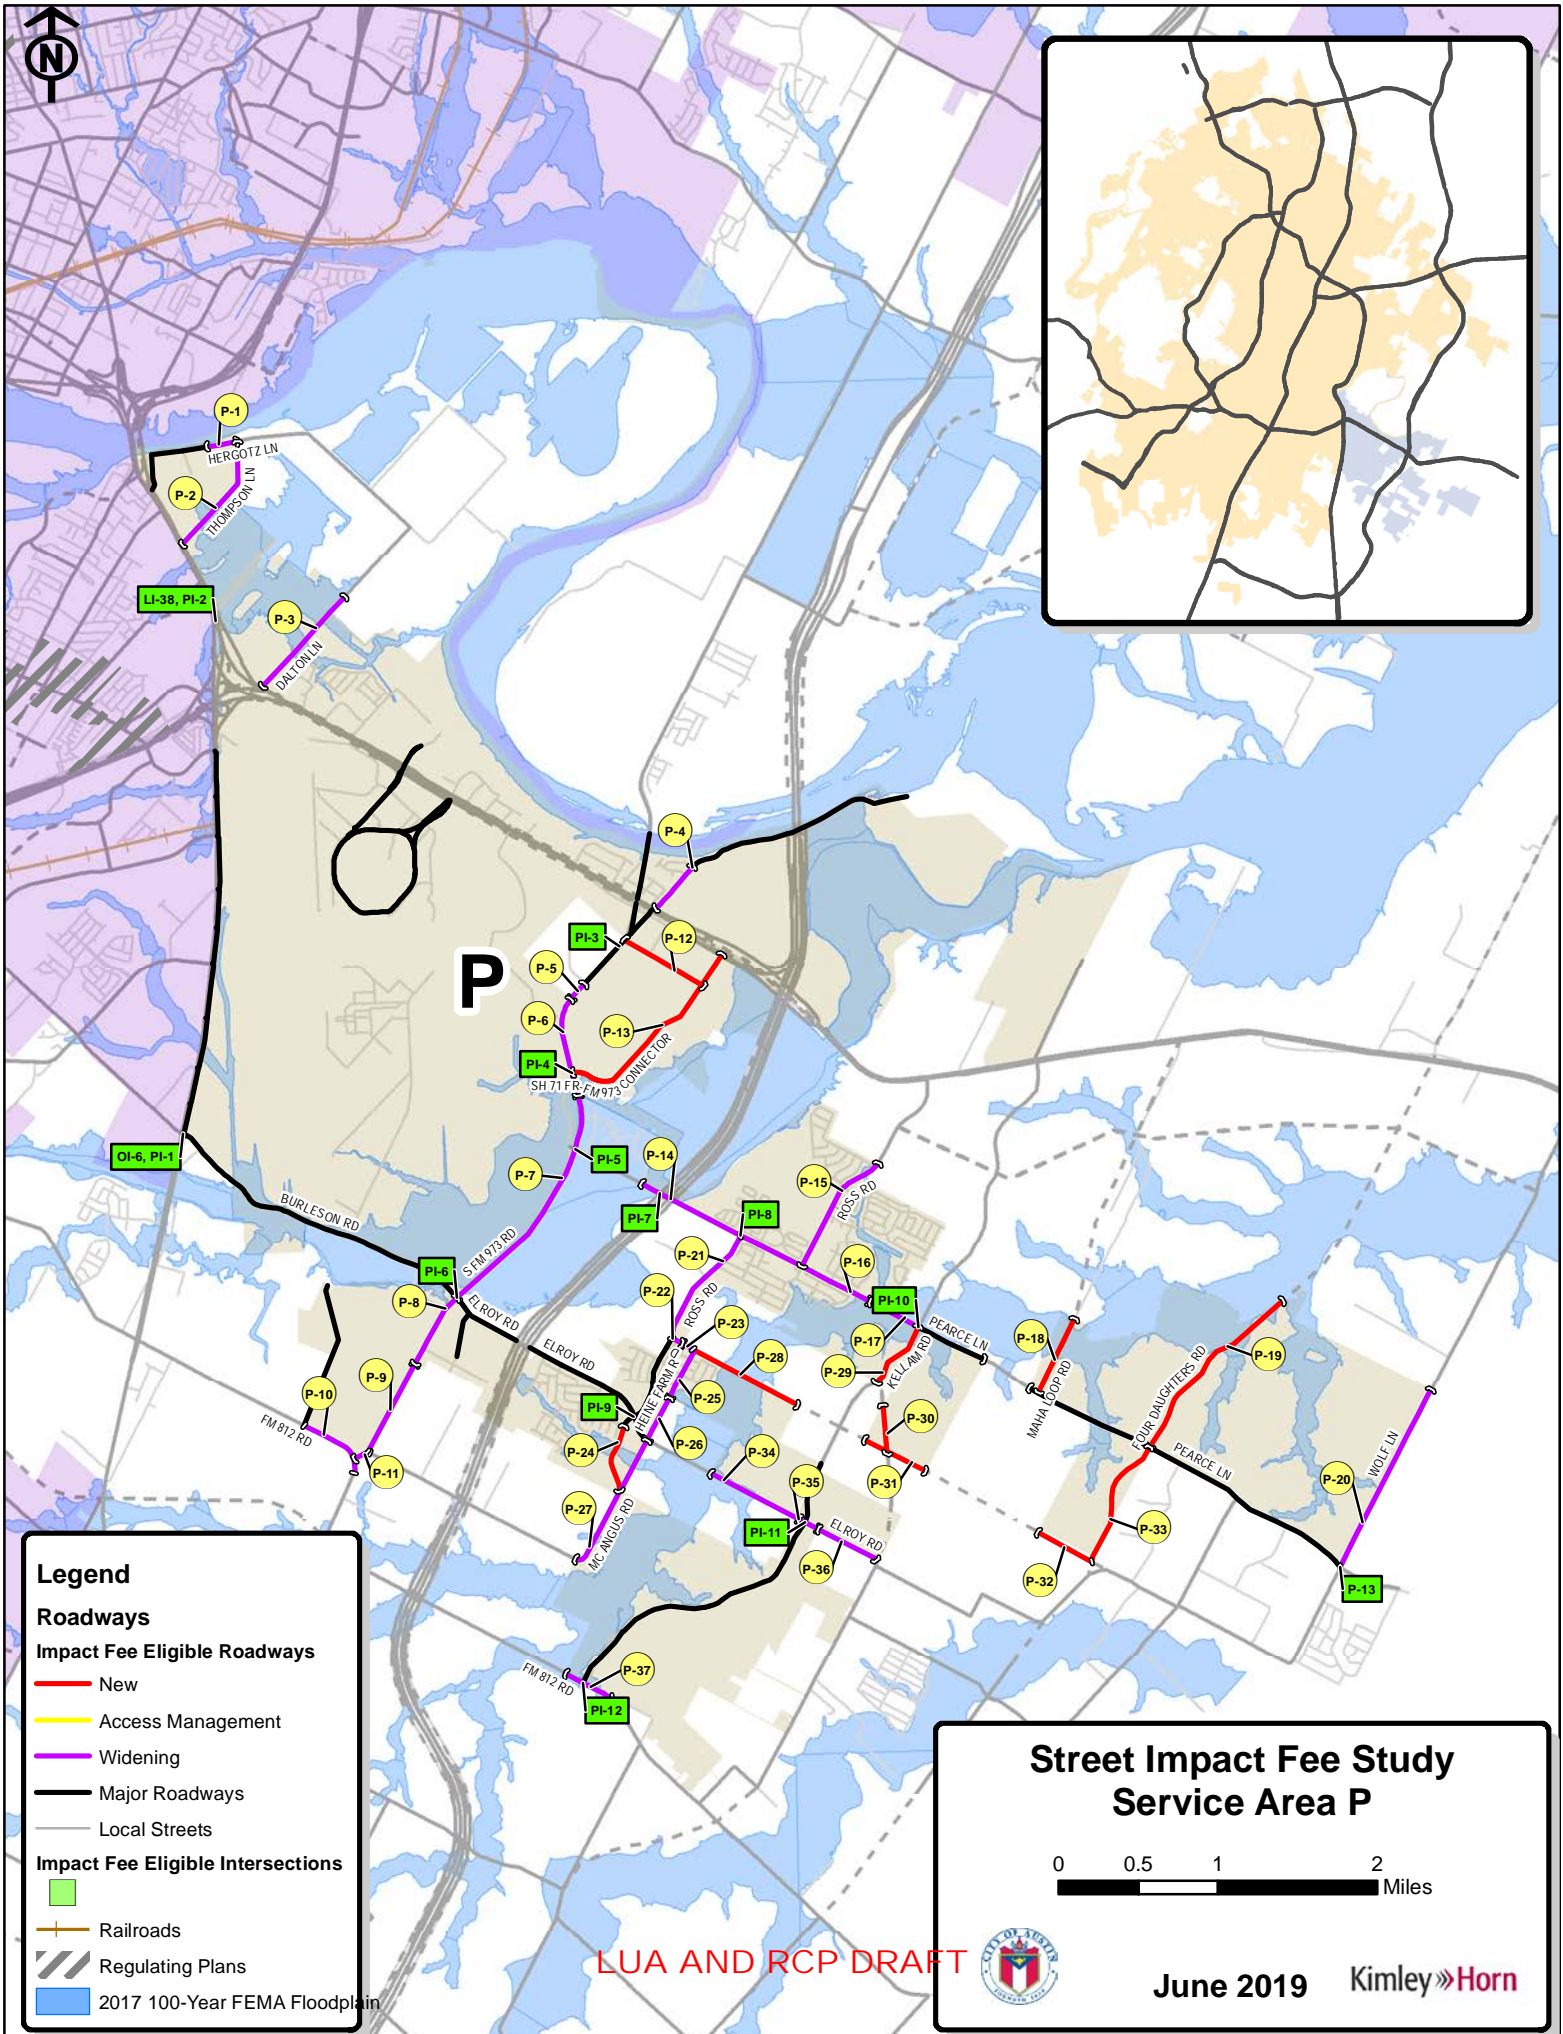 N
P-1
HERGOTZ LN
P-2
THOMPSON LN
LI-38, PI-2
P-3
DALTON LN
P-4
PI-3
P-12
P
P-5
P-6
P-13
PI-4
SH 71 FR-FM 973 CONNECTOR
OI-6, PI-1
PI-5
P-14
P-7
P-15
ROSS RD
BURLESON RD
PI-7
PI-8
S FM 973 RD
P-21
P-16
PI-6
P-8
ELROY RD
P-22
ROSS RD
PI-10
P-23
P-17
PEARCE LN
P-18
P-19
ELROY RD
P-28
P-29
KELLAM RD
P-9
P-10
HEINE FARM RD
P-25
MAHA LOOP RD
FOUR DAUGHTERS RD
PI-9
P-30
FM 812 RD
P-24
P-26
P-34
PEARCE LN
WOLF LN
P-11
P-35
P-31
P-20
P-27
MC ANGUS RD
PI-11
ELROY RD
P-33
P-36
P-32
P-13
FM 812 RD
P-37
PI-12
Legend
Roadways
Impact Fee Eligible Roadways
New
Access Management
Widening
Major Roadways
Local Streets
Impact Fee Eligible Intersections
Railroads
Regulating Plans
2017 100-Year FEMA Floodplain
Street Impact Fee Study
Service Area P
0 0.5 1 2
Miles
LUA AND RCP DRAFT
CITY OF AUSTIN
June 2019
Kimley»Horn